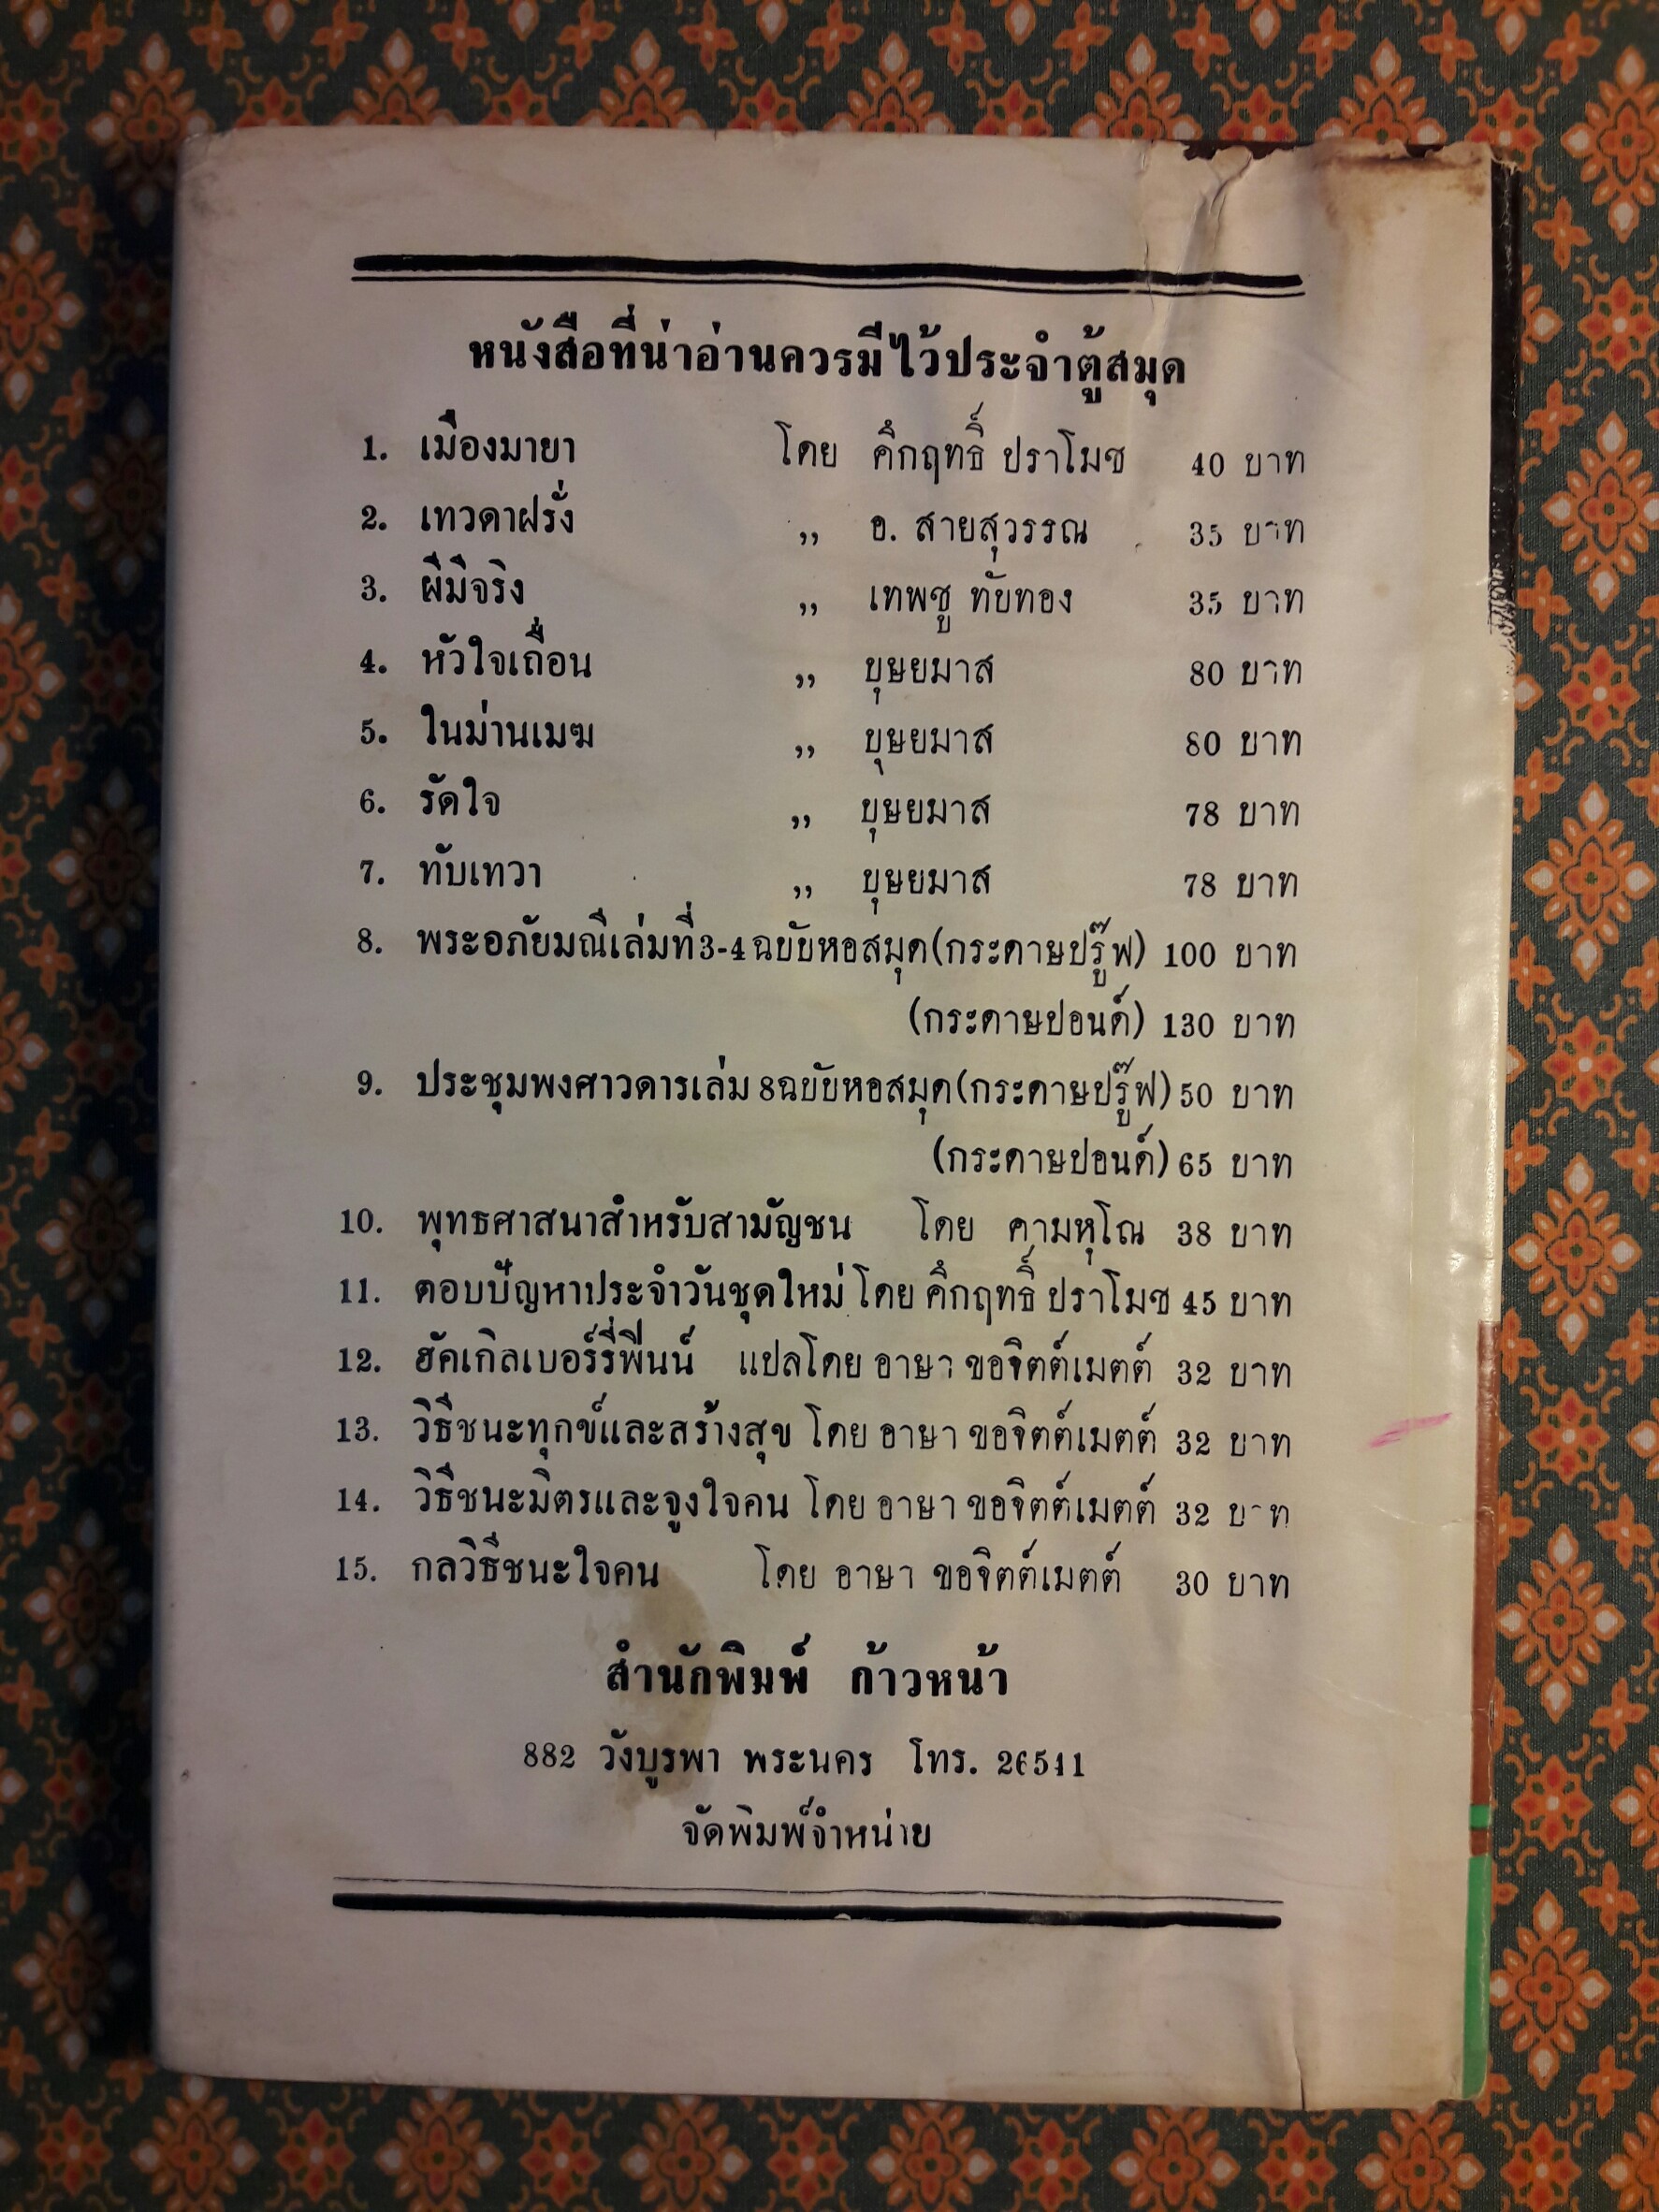 หนังสือที่น่าอ่านควรมีไว้ประจำตู้สมุด
1. เมืองมายา โดย คึกฤทธิ์ ปราโมช 40 บาท
2. เทวดาฝรั่ง ,, อ. สายสุวรรณ 35 บาท
3. ผีมีจริง ,, เทพชู ทับทอง 35 บาท
4. หัวใจเถื่อน ,, บุษยมาส 80 บาท
5. ในม่านเมฆ ,, บุษยมาส 80 บาท
6. รัดใจ ,, บุษยมาส 78 บาท
7. ทับเทวา ,, บุษยมาส 78 บาท
8. พระอภัยมณีเล่มที่ 3-4 ฉบับหอสมุด (กระดาษปรู๊ฟ) 100 บาท
(กระดาษปอนด์) 130 บาท
9. ประชุมพงศาวดารเล่ม 8 ฉบับหอสมุด (กระดาษปรู๊ฟ) 50 บาท
(กระดาษปอนด์) 65 บาท
10. พุทธศาสนาสำหรับสามัญชน โดย คามหุโณ 38 บาท
11. ตอบปัญหาประจำวันชุดใหม่ โดย คึกฤทธิ์ ปราโมช 45 บาท
12. ฮัคเกิลเบอร์รี่ฟินน์ แปลโดย อาษา ขอจิตต์เมตต์ 32 บาท
13. วิธีชนะทุกข์และสร้างสุข โดย อาษา ขอจิตต์เมตต์ 32 บาท
14. วิธีชนะมิตรและจูงใจคน โดย อาษา ขอจิตต์เมตต์ 32 บาท
15. กลวิธีชนะใจคน โดย อาษา ขอจิตต์เมตต์ 30 บาท
สำนักพิมพ์ ก้าวหน้า
882 วังบูรพา พระนคร โทร. 26511
จัดพิมพ์จำหน่าย